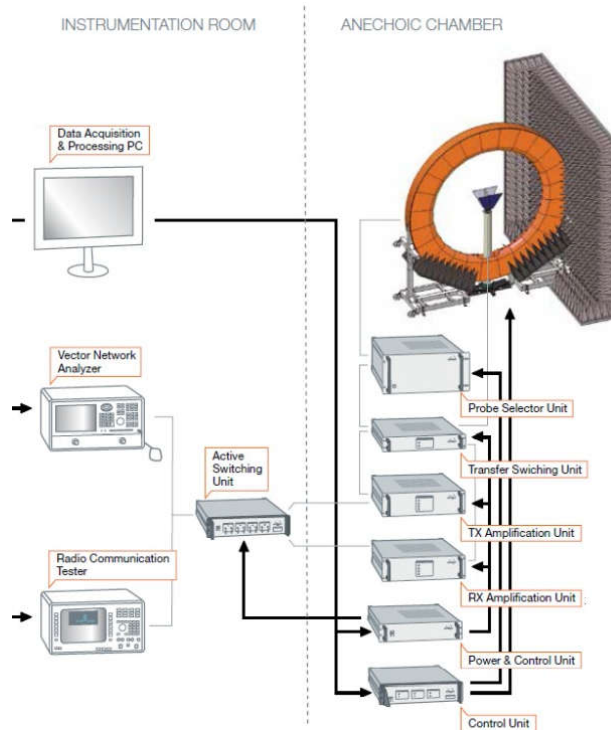 INSTRUMENTATION ROOM
ANECHOIC CHAMBER
Data Acquisition
& Processing PC
Vector Network
Analyzer
Active
Switching
Unit
Radio Communication
Tester
Probe Selector Unit
Transfer Swiching Unit
TX Amplification Unit
RX Amplification Unit
Power & Control Unit
Control Unit